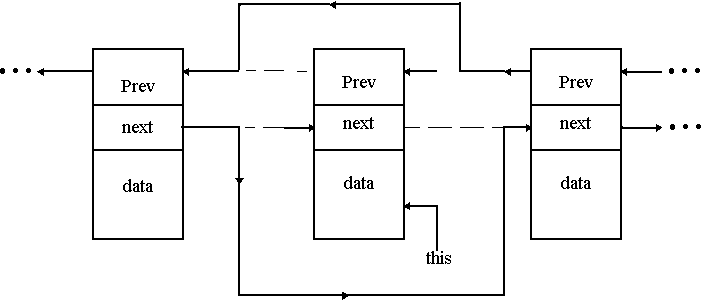 Prev Prev Prev
next next next
data data data
this